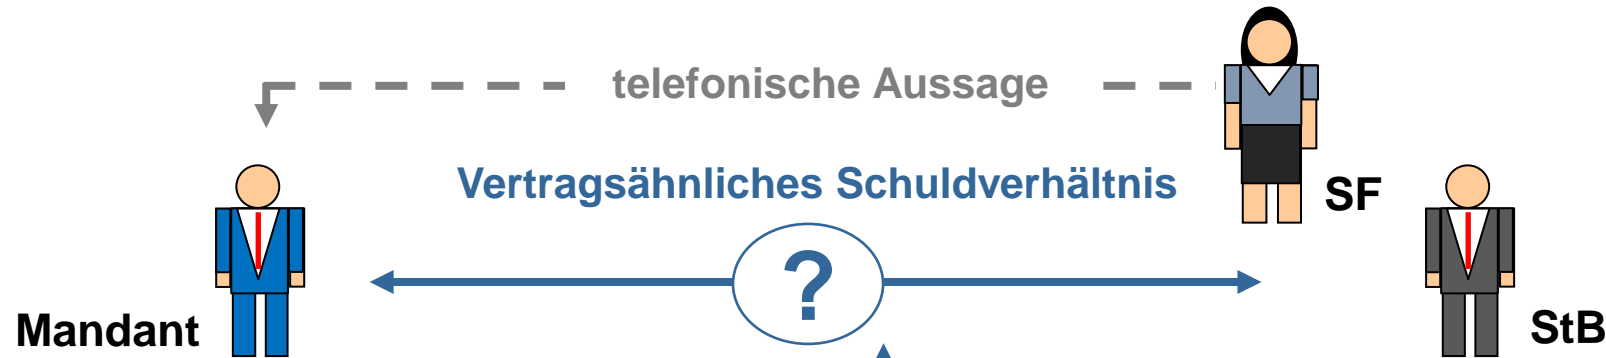 telefonische Aussage
Vertragsähnliches Schuldverhältnis
SF
?
Mandant
StB